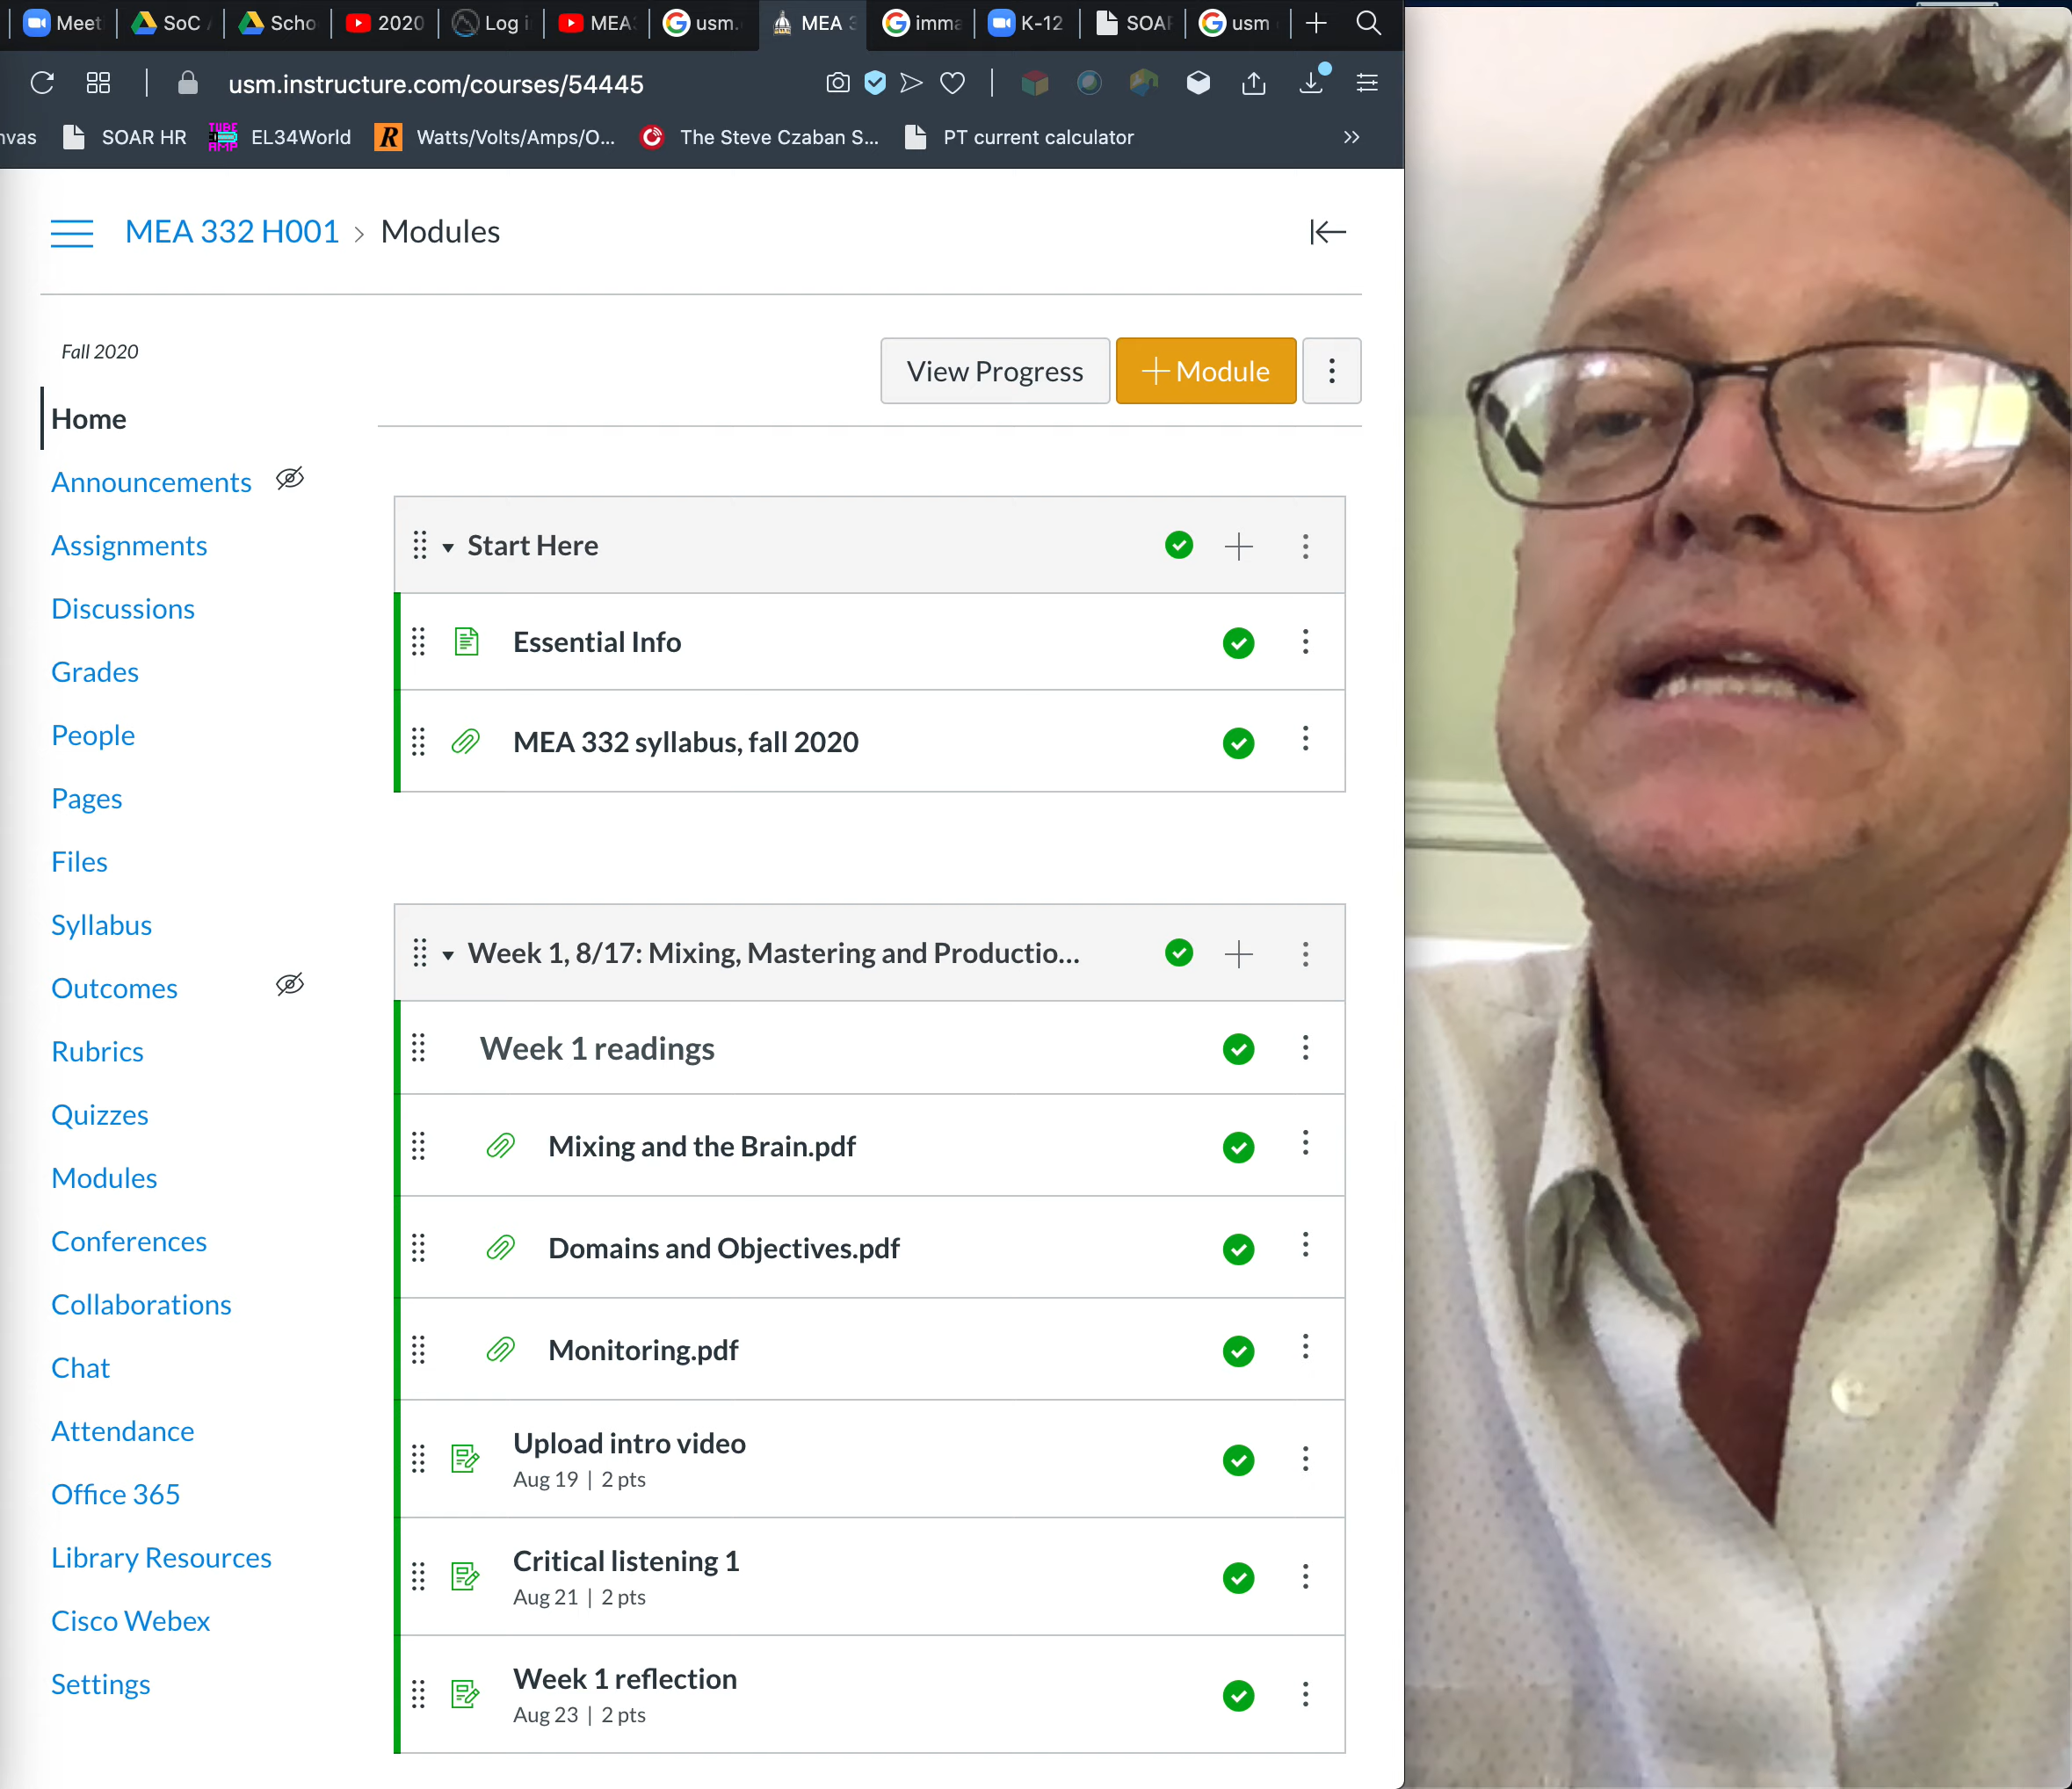 Meet SoC Scho 2020 Log i MEA usm. MEA 3 imma K-12 SOAF usm
usm.instructure.com/courses/54445
nvas SOAR HR TUBE AMP EL34World R Watts/Volts/Amps/O... The Steve Czaban S... PT current calculator »
MEA 332 H001 > Modules
Fall 2020
View Progress + Module
Home
Announcements
Assignments
Discussions
Grades
People
Pages
Files
Syllabus
Outcomes
Rubrics
Quizzes
Modules
Conferences
Collaborations
Chat
Attendance
Office 365
Library Resources
Cisco Webex
Settings
Start Here
Essential Info
MEA 332 syllabus, fall 2020
Week 1, 8/17: Mixing, Mastering and Productio...
Week 1 readings
Mixing and the Brain.pdf
Domains and Objectives.pdf
Monitoring.pdf
Upload intro video
Aug 19 | 2 pts
Critical listening 1
Aug 21 | 2 pts
Week 1 reflection
Aug 23 | 2 pts